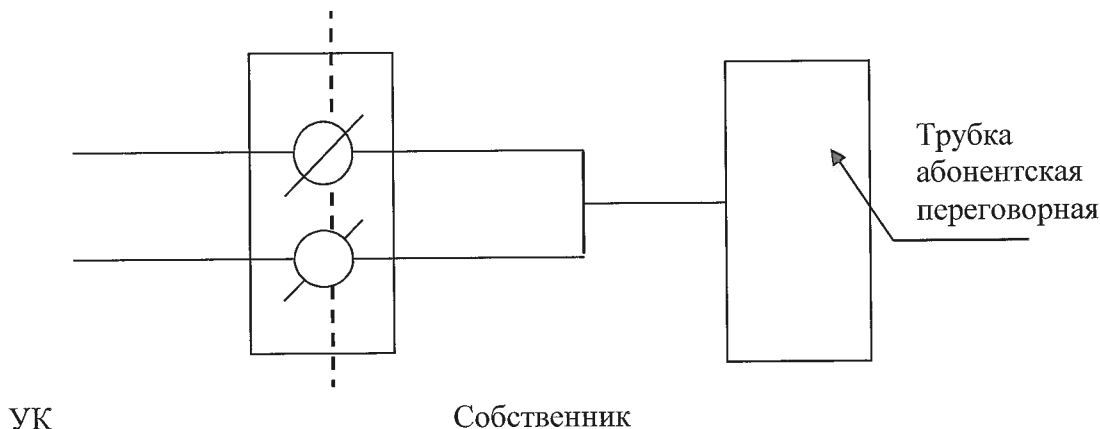 Трубка
абонентская
переговорная
УК
Собственник